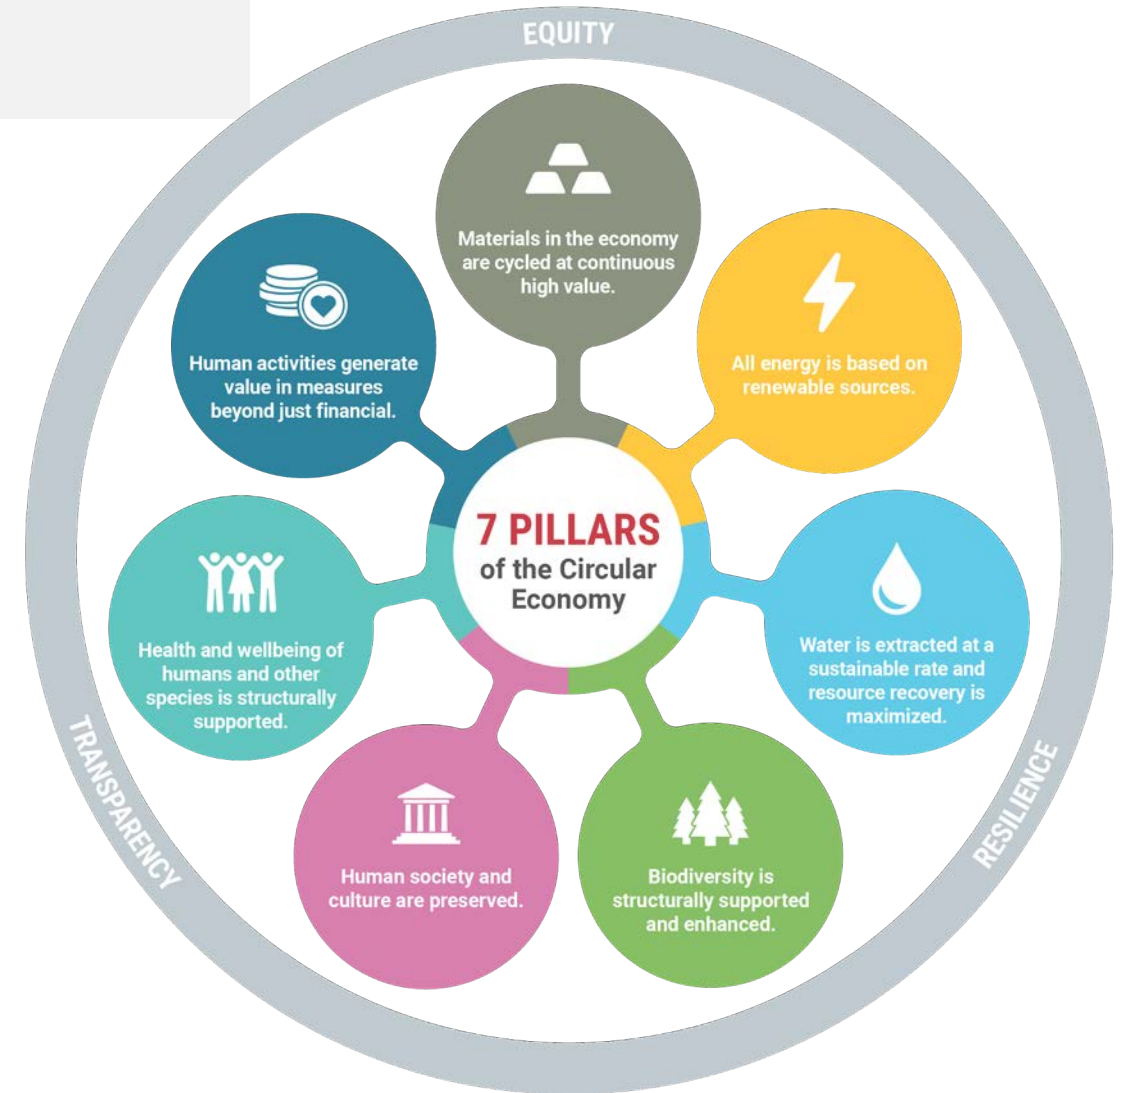 EQUITY
Materials in the economy
are cycled at continuous
high value.
All energy is based on
renewable sources.
Water is extracted at a
sustainable rate and
resource recovery is
maximized.
Biodiversity is
structurally supported
and enhanced.
Human society and
culture are preserved.
Health and wellbeing of
humans and other
species is structurally
supported.
Human activities generate
value in measures
beyond just financial.
7 PILLARS
of the Circular
Economy
RESILIENCE
TRANSPARENCY